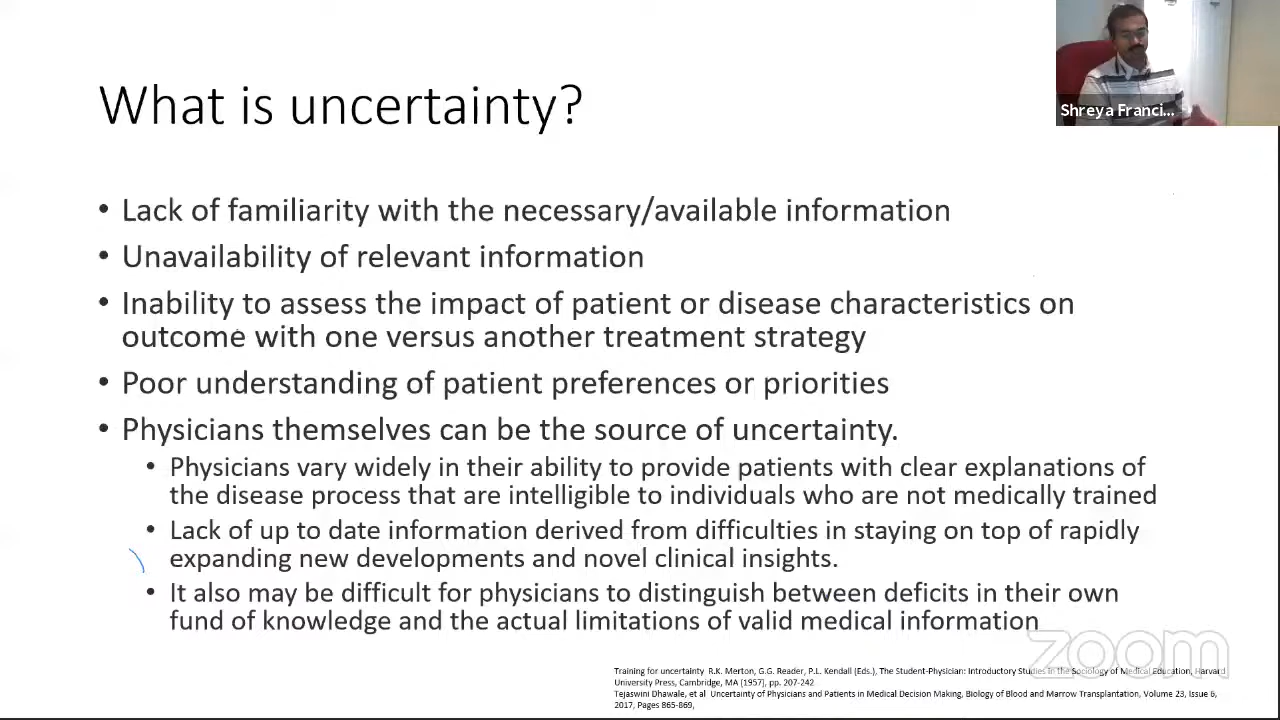 Shreya Franci...
What is uncertainty?
• Lack of familiarity with the necessary/available information
• Unavailability of relevant information
• Inability to assess the impact of patient or disease characteristics on
outcome with one versus another treatment strategy
• Poor understanding of patient preferences or priorities
• Physicians themselves can be the source of uncertainty.
• Physicians vary widely in their ability to provide patients with clear explanations of
the disease process that are intelligible to individuals who are not medically trained
• Lack of up to date information derived from difficulties in staying on top of rapidly
expanding new developments and novel clinical insights.
• It also may be difficult for physicians to distinguish between deficits in their own
fund of knowledge and the actual limitations of valid medical information
zoom
Training for uncertainty R.K. Merton, G.G. Reader, P.L. Kendall (Eds.), The Student-Physician: Introductory Studies in the Sociology of Medical Education, Harvard
University Press, Cambridge, MA (1957), pp. 207-242
Tejaswini Dhawale, et al Uncertainty of Physicians and Patients in Medical Decision Making, Biology of Blood and Marrow Transplantation, Volume 23, Issue 6,
2017, Pages 865-869,